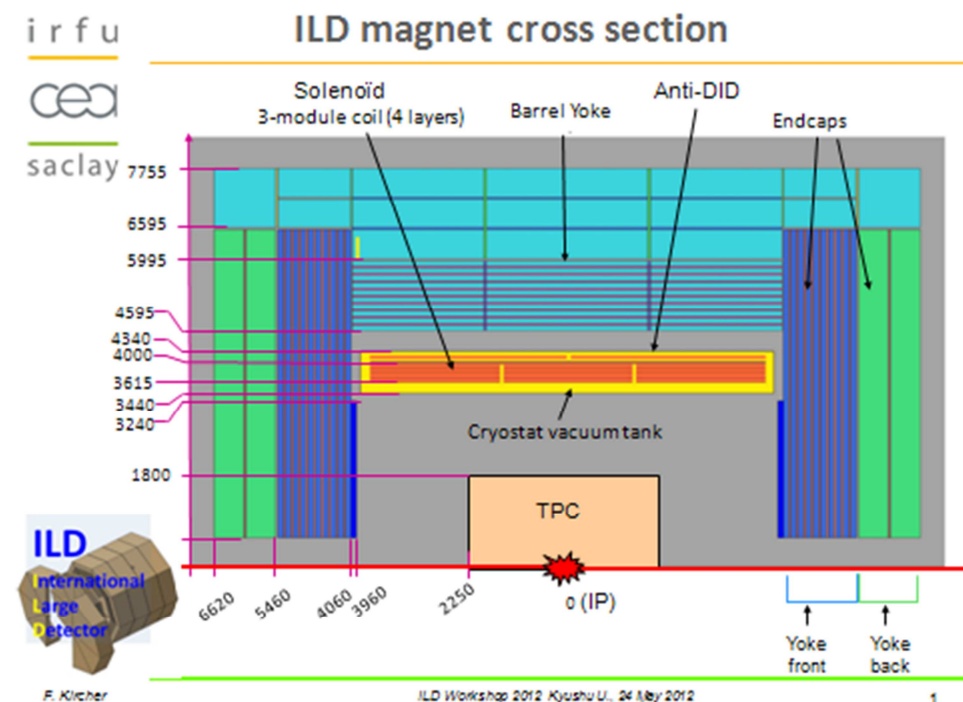 irfu
cea
saclay
ILD magnet cross section
Solenoïd
3-module coil (4 layers)
Barrel Yoke
Anti-DID
Endcaps
7755
6595
5995
4595
4340
4000
3615
3440
3240
1800
Cryostat vacuum tank
TPC
6620
5460
4060
3960
2250
0 (IP)
Yoke
front
Yoke
back
ILD
International
Large
Detector
F. Kircher
ILD Workshop 2012 Kyushu U., 24 May 2012
1